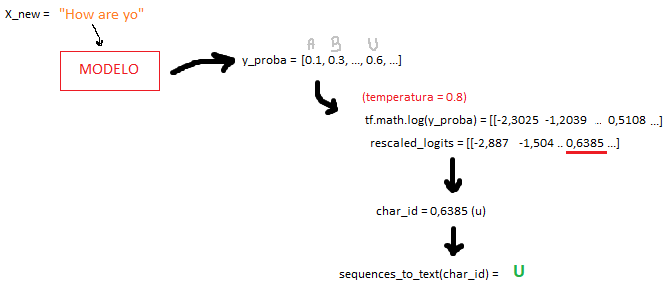 X_new = "How are yo"
MODELO
A B U
y_proba = [0.1, 0.3, ..., 0.6, ...]
(temperatura = 0.8)
tf.math.log(y_proba) = [[-2,3025 -1,2039 .. 0,5108 ...]
rescaled_logits = [[-2,887 -1,504 .. 0,6385 ...]
char_id = 0,6385 (u)
sequences_to_text(char_id) = U